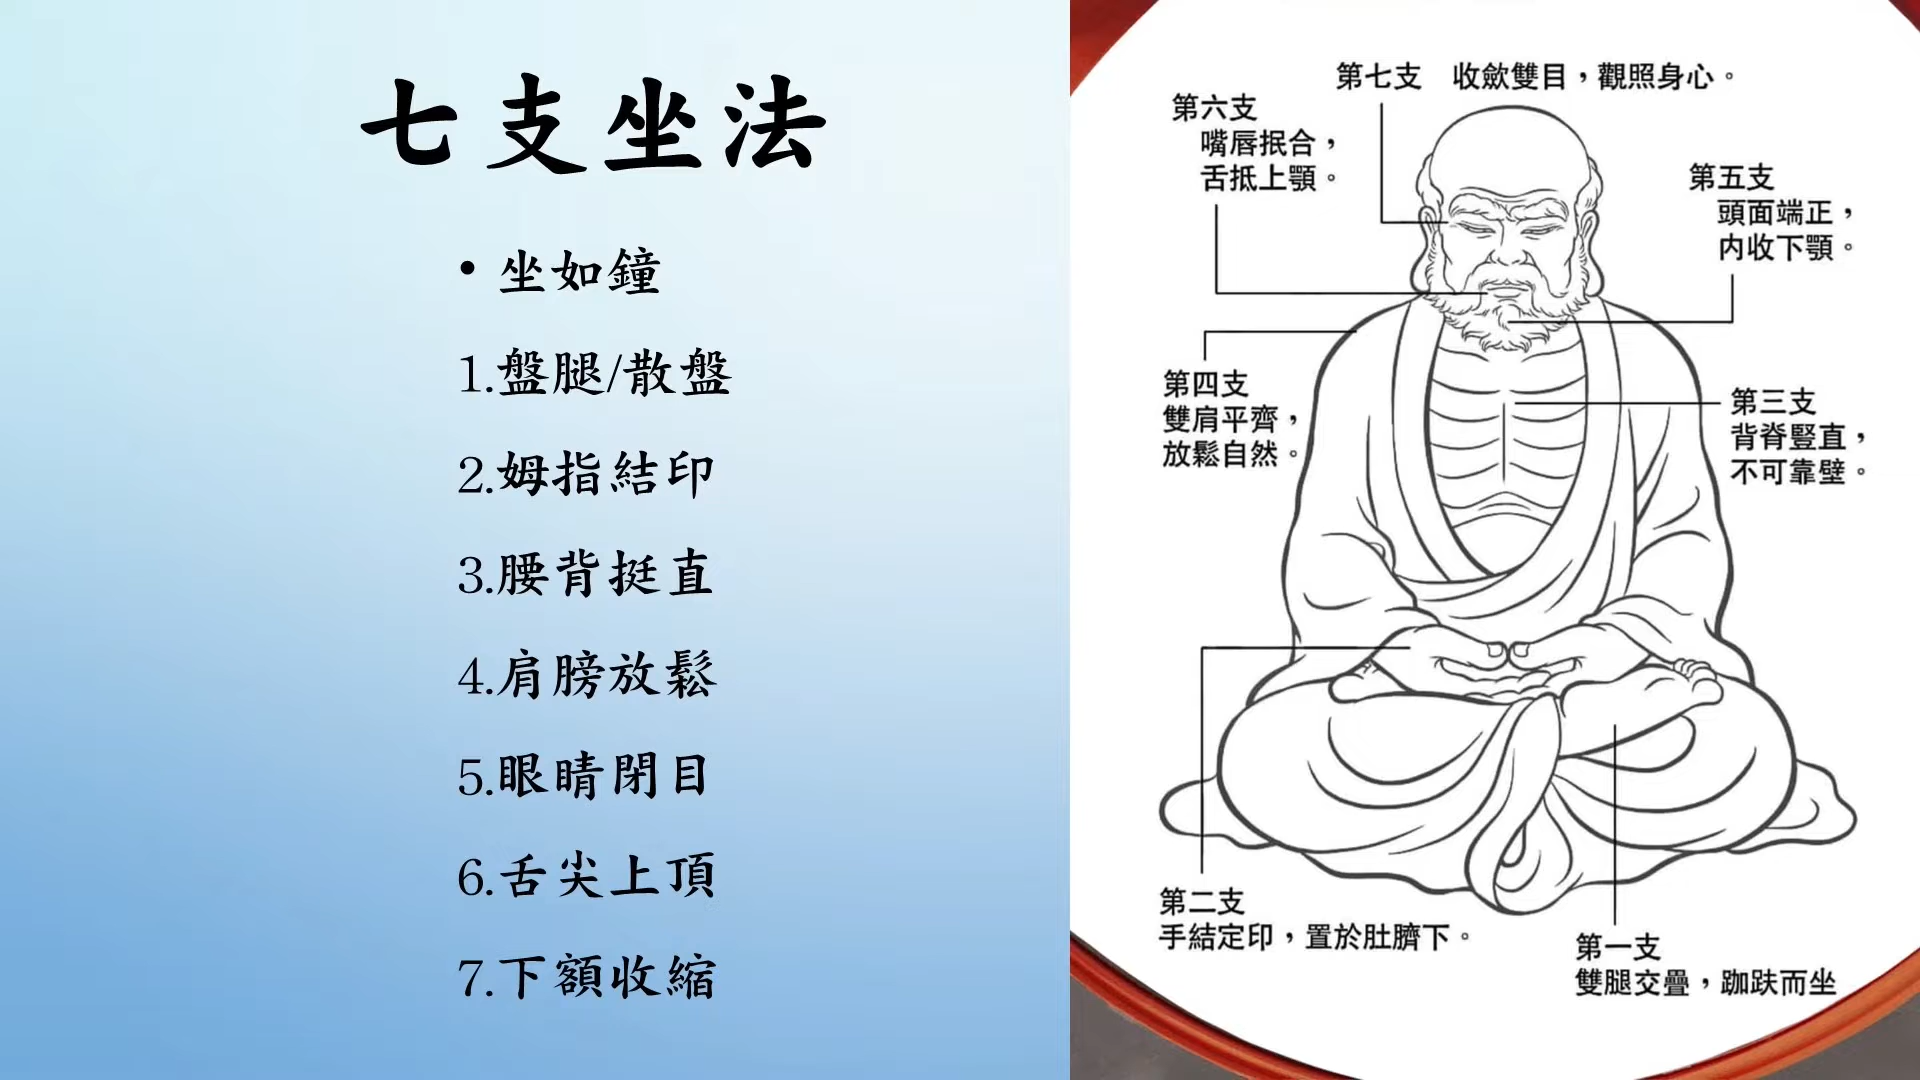 七支坐法
• 坐如鐘
1.盤腿/散盤
2.姆指結印
3.腰背挺直
4.肩膀放鬆
5.眼睛閉目
6.舌尖上頂
7.下額收縮
第七支 收斂雙目，觀照身心。
第六支
嘴唇抿合，
舌抵上顎。
第五支
頭面端正，
內收下顎。
第四支
雙肩平齊，
放鬆自然。
第三支
背脊豎直，
不可靠壁。
第二支
手結定印，置於肚臍下。
第一支
雙腿交疊，跏趺而坐